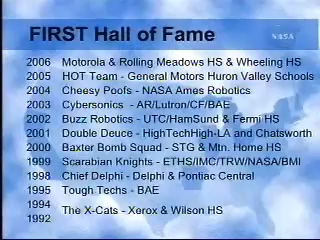 FIRST Hall of Fame
NASA
2006 Motorola & Rolling Meadows HS & Wheeling HS
2005 HOT Team - General Motors Huron Valley Schools
2004 Cheesy Poofs - NASA Ames Robotics
2003 Cybersonics - AR/Lutron/CF/BAE
2002 Buzz Robotics - UTC/HamSund & Fermi HS
2001 Double Deuce - HighTechHigh-LA and Chatsworth
2000 Baxter Bomb Squad - STG & Mtn. Home HS
1999 Scarabian Knights - ETHS/IMC/TRW/NASA/BMI
1998 Chief Delphi - Delphi & Pontiac Central
1995 Tough Techs - BAE
1994
1992 The X-Cats - Xerox & Wilson HS